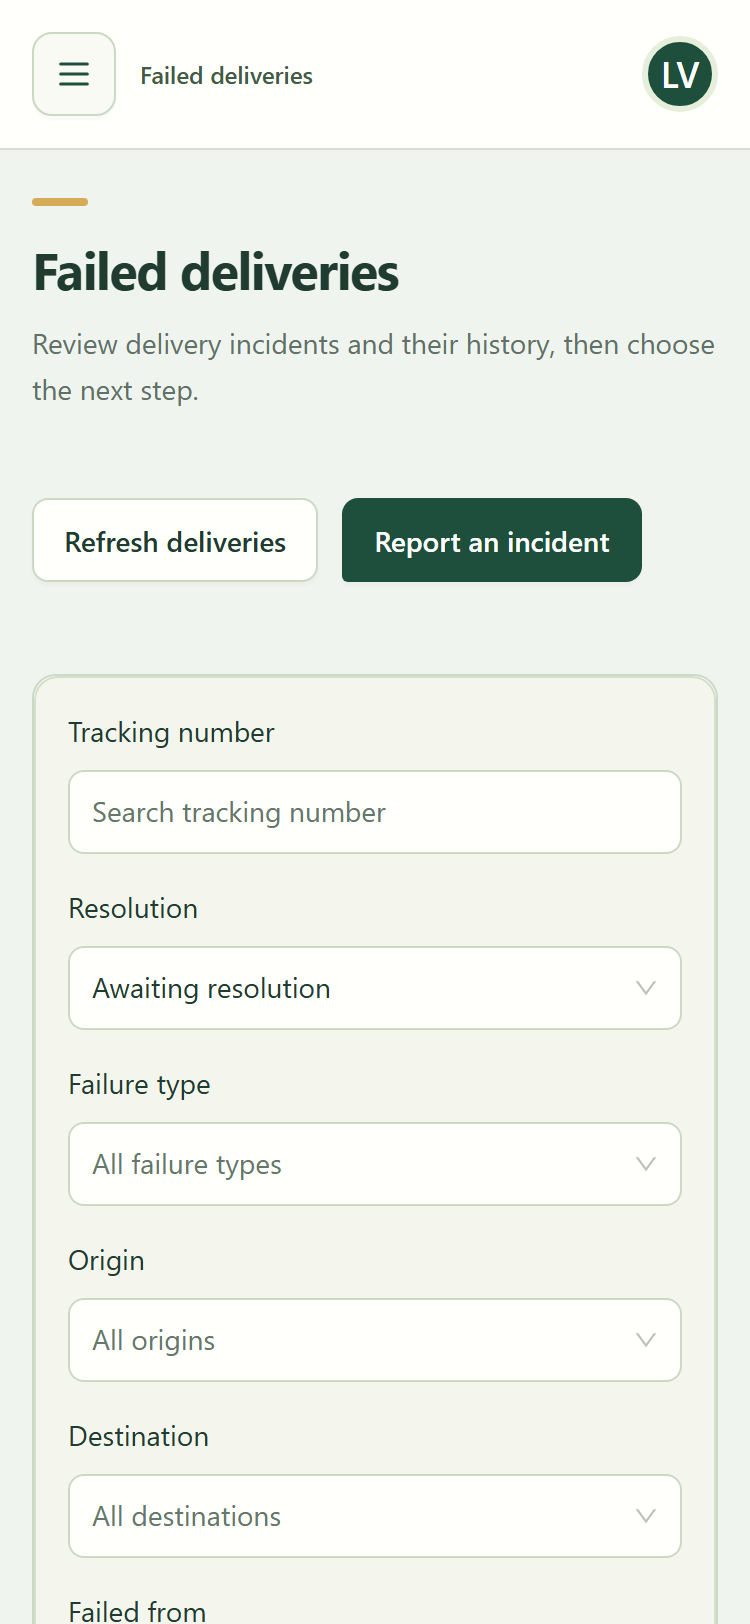 Failed deliveries
LV
Failed deliveries
Review delivery incidents and their history, then choose
the next step.
Refresh deliveries
Report an incident
Tracking number
Search tracking number
Resolution
Awaiting resolution
Failure type
All failure types
Origin
All origins
Destination
All destinations
Failed from